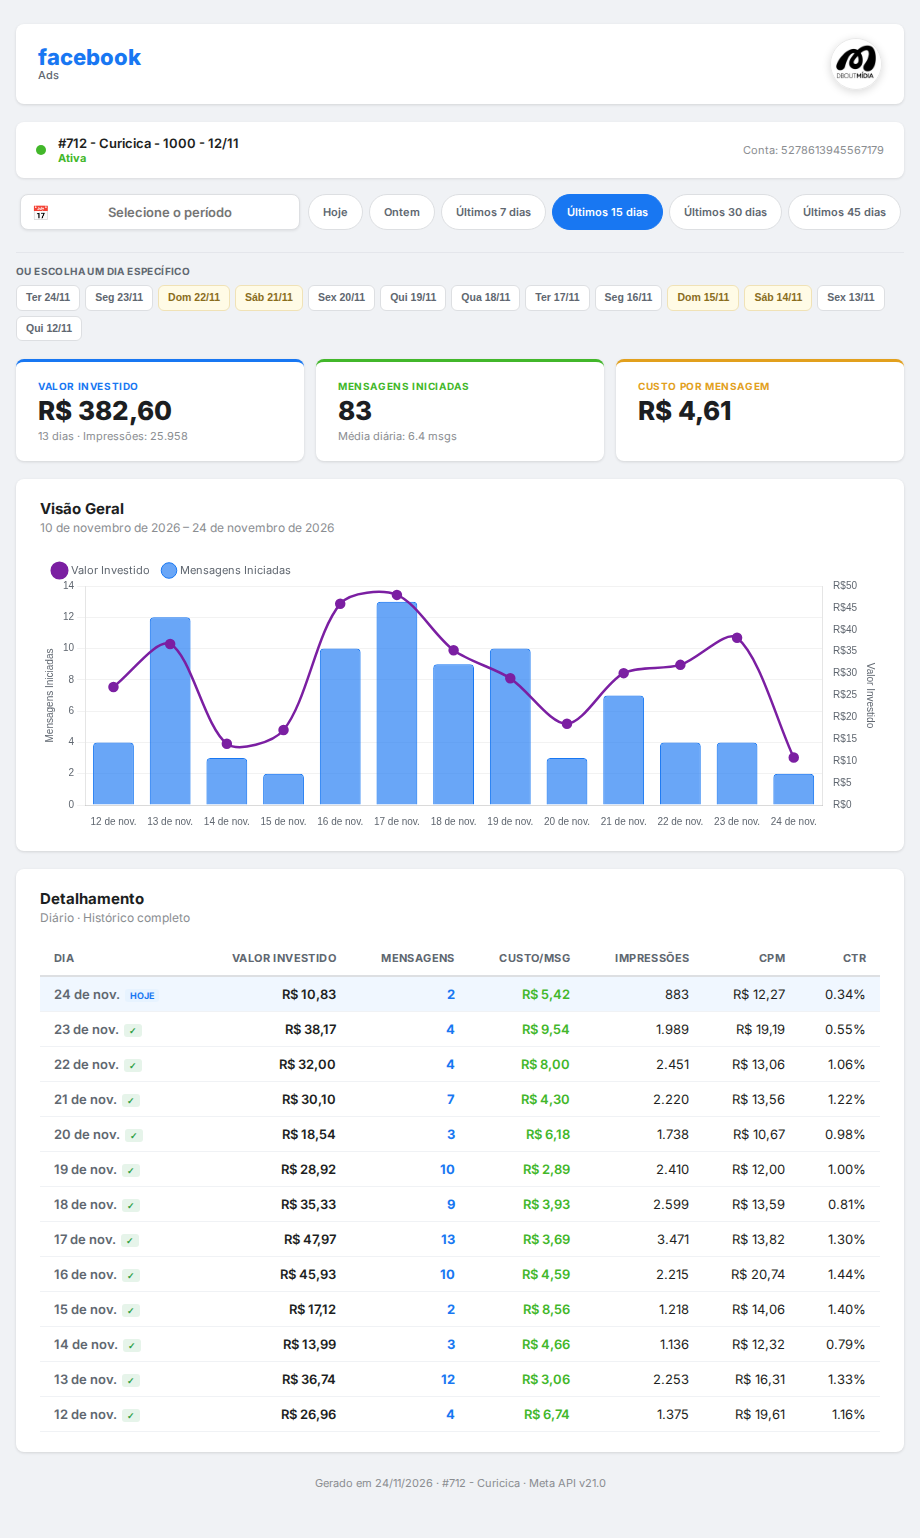 facebook
Ads
DBOUTMÍDIA
#712 - Curicica - 1000 - 12/11
Ativa
Conta: 5278613945567179
📅 Selecione o período Hoje Ontem Últimos 7 dias Últimos 15 dias Últimos 30 dias Últimos 45 dias
OU ESCOLHA UM DIA ESPECÍFICO
Ter 24/11 Seg 23/11 Dom 22/11 Sáb 21/11 Sex 20/11 Qui 19/11 Qua 18/11 Ter 17/11 Seg 16/11 Dom 15/11 Sáb 14/11 Sex 13/11
Qui 12/11
VALOR INVESTIDO
R$ 382,60
13 dias · Impressões: 25.958
MENSAGENS INICIADAS
83
Média diária: 6.4 msgs
CUSTO POR MENSAGEM
R$ 4,61
Visão Geral
10 de novembro de 2026 – 24 de novembro de 2026
Valor Investido Mensagens Iniciadas
Mensagens Iniciadas
14
12
10
8
6
4
2
0
R$50
R$45
R$40
R$35
R$30
R$25
R$20
R$15
R$10
R$5
R$0
Valor Investido
12 de nov. 13 de nov. 14 de nov. 15 de nov. 16 de nov. 17 de nov. 18 de nov. 19 de nov. 20 de nov. 21 de nov. 22 de nov. 23 de nov. 24 de nov.
Detalhamento
Diário · Histórico completo
DIA VALOR INVESTIDO MENSAGENS CUSTO/MSG IMPRESSÕES CPM CTR
24 de nov. HOJE R$ 10,83 2 R$ 5,42 883 R$ 12,27 0.34%
23 de nov. ✓ R$ 38,17 4 R$ 9,54 1.989 R$ 19,19 0.55%
22 de nov. ✓ R$ 32,00 4 R$ 8,00 2.451 R$ 13,06 1.06%
21 de nov. ✓ R$ 30,10 7 R$ 4,30 2.220 R$ 13,56 1.22%
20 de nov. ✓ R$ 18,54 3 R$ 6,18 1.738 R$ 10,67 0.98%
19 de nov. ✓ R$ 28,92 10 R$ 2,89 2.410 R$ 12,00 1.00%
18 de nov. ✓ R$ 35,33 9 R$ 3,93 2.599 R$ 13,59 0.81%
17 de nov. ✓ R$ 47,97 13 R$ 3,69 3.471 R$ 13,82 1.30%
16 de nov. ✓ R$ 45,93 10 R$ 4,59 2.215 R$ 20,74 1.44%
15 de nov. ✓ R$ 17,12 2 R$ 8,56 1.218 R$ 14,06 1.40%
14 de nov. ✓ R$ 13,99 3 R$ 4,66 1.136 R$ 12,32 0.79%
13 de nov. ✓ R$ 36,74 12 R$ 3,06 2.253 R$ 16,31 1.33%
12 de nov. ✓ R$ 26,96 4 R$ 6,74 1.375 R$ 19,61 1.16%
Gerado em 24/11/2026 · #712 - Curicica · Meta API v21.0